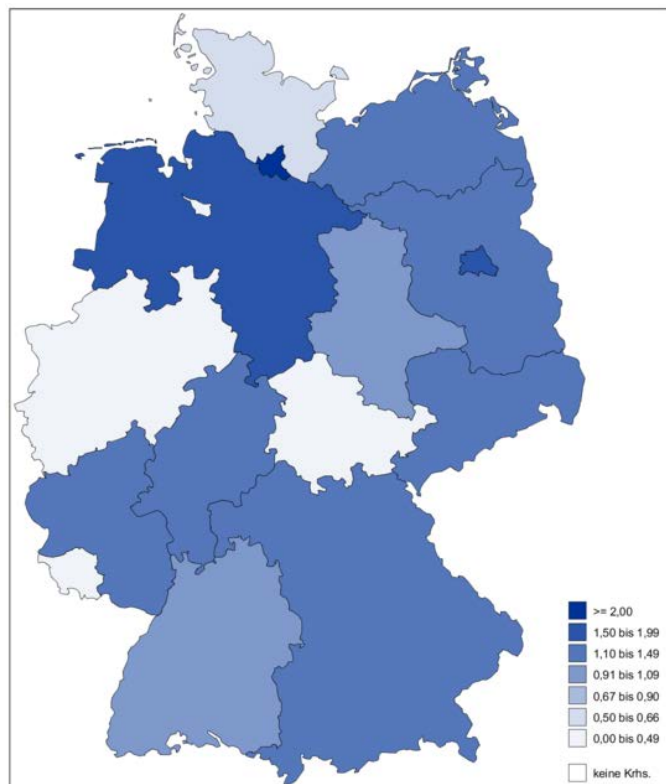 >= 2,00
1,50 bis 1,99
1,10 bis 1,49
0,91 bis 1,09
0,67 bis 0,90
0,50 bis 0,66
0,00 bis 0,49
keine Krhs.